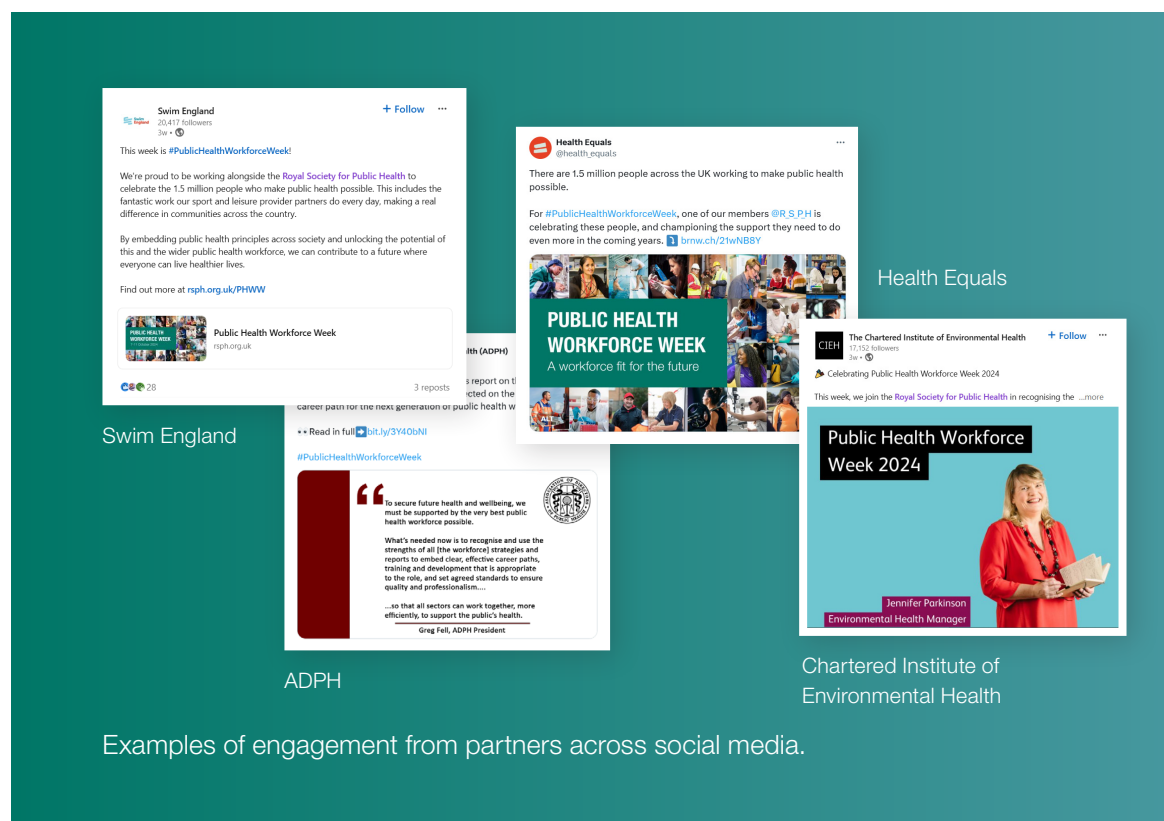 Swim England
20,417 followers
3w •
+ Follow ...
This week is #PublicHealthWorkforceWeek!
We're proud to be working alongside the Royal Society for Public Health to
celebrate the 1.5 million people who make public health possible. This includes the
fantastic work our sport and leisure provider partners do every day, making a real
difference in communities across the country.
By embedding public health principles across society and unlocking the potential of
this and the wider public health workforce, we can contribute to a future where
everyone can live healthier lives.
Find out more at rsph.org.uk/PHWW
PUBLIC HEALTH
WORKFORCE WEEK
Public Health Workforce Week
rsph.org.uk
28
3 reposts
Swim England
lth (ADPH)
s report on t
ected on the
career path for the next generation of public health w
Read in full bit.ly/3Y40bNI
#PublicHealthWorkforceWeek
ASSOCIATION OF DIRECTORS OF PUBLIC HEALTH
“To secure future health and wellbeing, we
must be supported by the very best public
health workforce possible.
What's needed now is to recognise and use the
strengths of all [the workforce] strategies and
reports to embed clear, effective career paths,
training and development that is appropriate
to the role, and set agreed standards to ensure
quality and professionalism....
...so that all sectors can work together, more
efficiently, to support the public's health.
Greg Fell, ADPH President
ADPH
Health Equals
@health_equals
...
There are 1.5 million people across the UK working to make public health
possible.
For #PublicHealthWorkforceWeek, one of our members @R_S_P_H is
celebrating these people, and championing the support they need to do
even more in the coming years. brnw.ch/21wNB8Y
PUBLIC HEALTH
WORKFORCE WEEK
A workforce fit for the future
ALT
Health Equals
CIEH
The Chartered Institute of Environmental Health
17,152 followers
3w •
+ Follow ...
Celebrating Public Health Workforce Week 2024
This week, we join the Royal Society for Public Health in recognising the ...more
Public Health Workforce
Week 2024
Jennifer Parkinson
Environmental Health Manager
Chartered Institute of
Environmental Health
Examples of engagement from partners across social media.